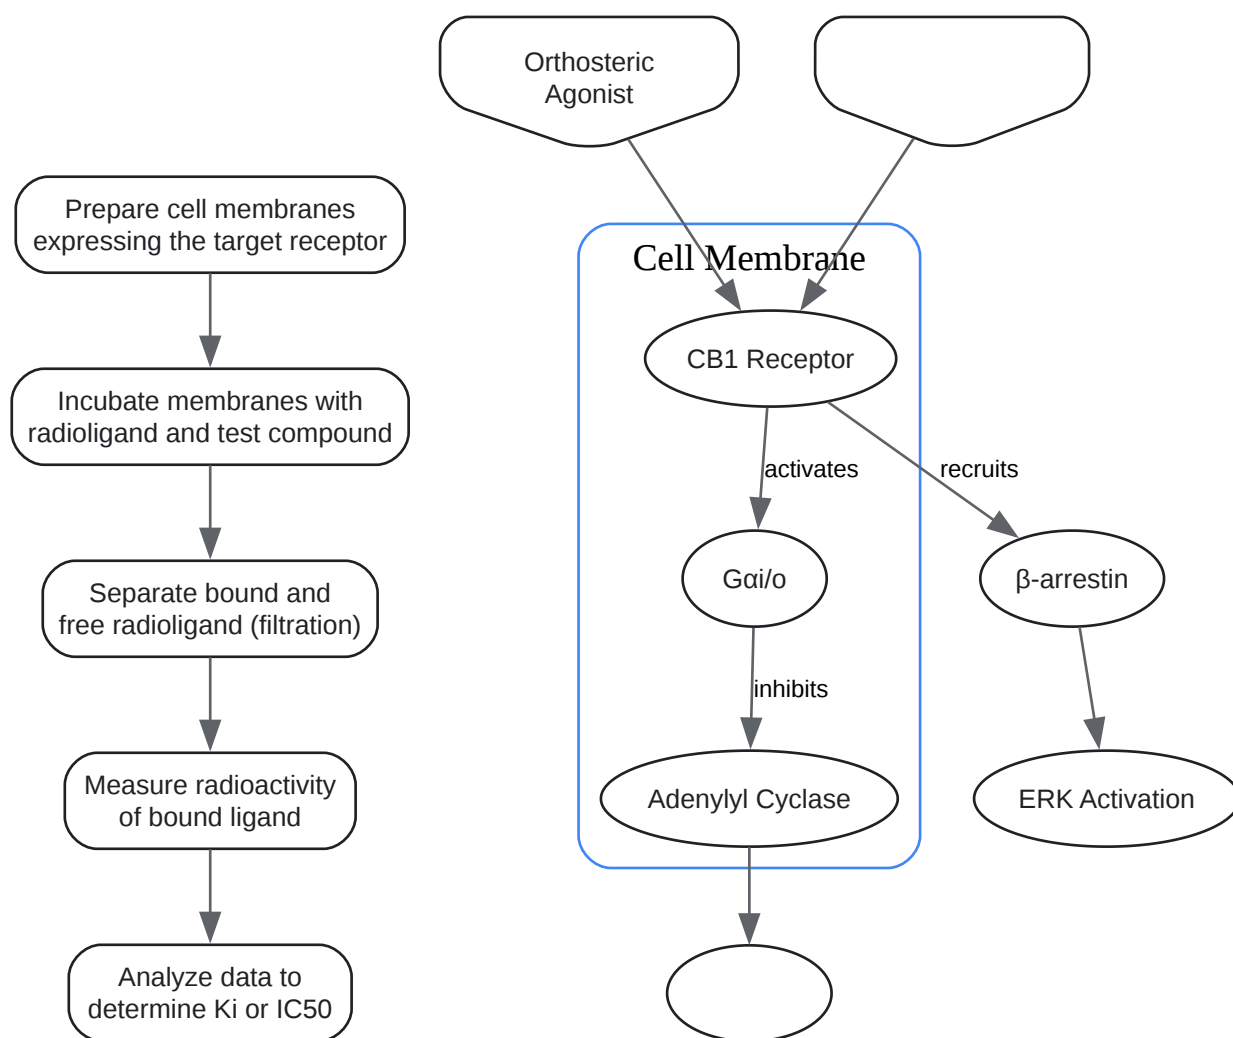 Orthosteric
Agonist
Prepare cell membranes
expressing the target receptor
Incubate membranes with
radioligand and test compound
Separate bound and
free radioligand (filtration)
Measure radioactivity
of bound ligand
Analyze data to
determine Ki or IC50
Cell Membrane
CB1 Receptor
activates
recruits
Gαi/o
β-arrestin
inhibits
Adenylyl Cyclase
ERK Activation